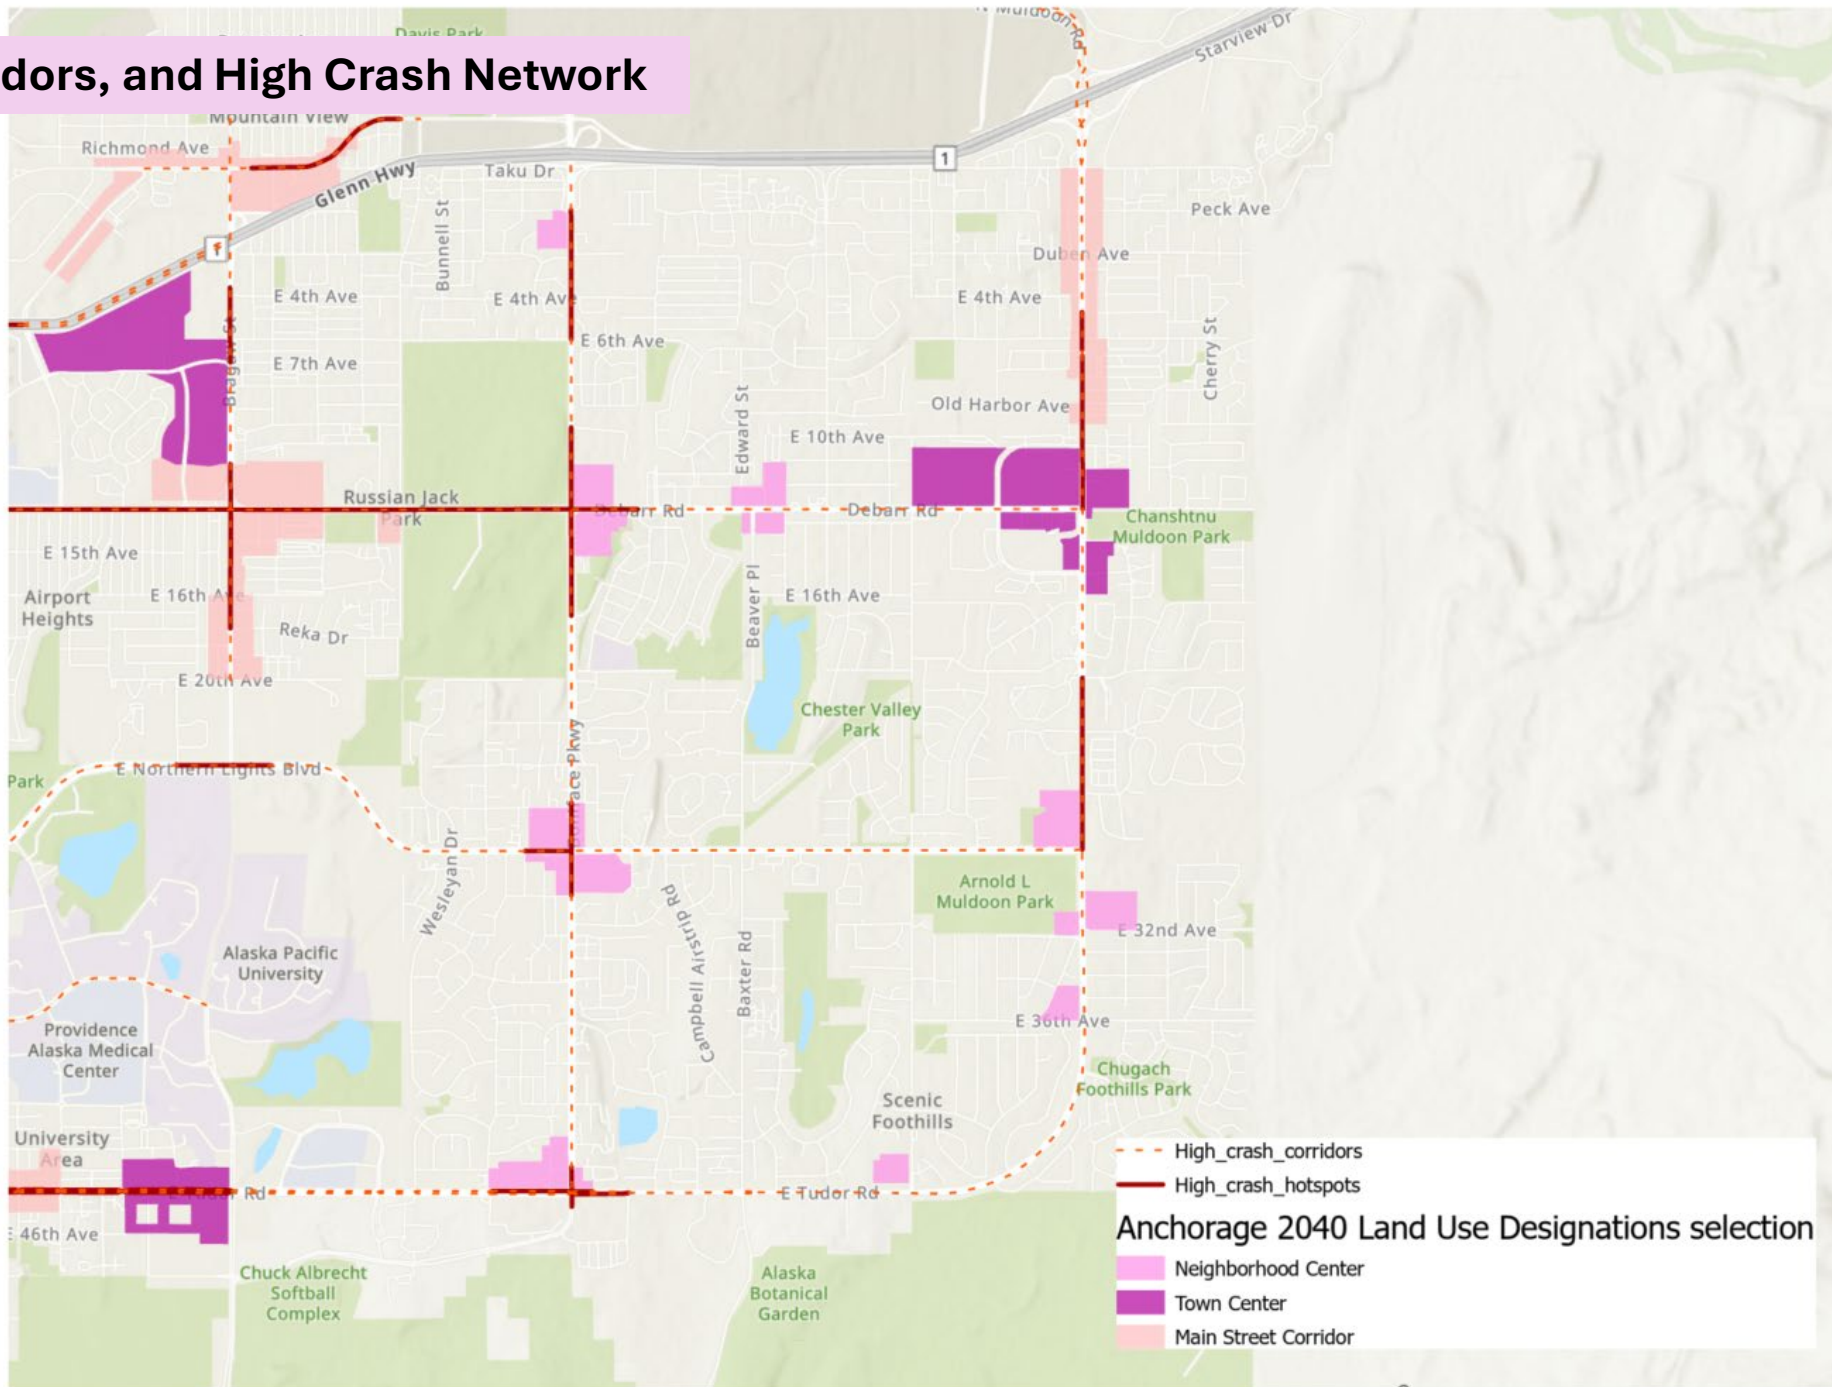 dors, and High Crash Network
Davis Park
N Muldoon Rd
Starview Dr
Mountain View
Richmond Ave
Glenn Hwy
Taku Dr
1
1
Peck Ave
Bunnell St
Duben Ave
E 4th Ave
E 4th Ave
E 4th Ave
E 6th Ave
E 7th Ave
Bragaw St
Cherry St
Edward St
Old Harbor Ave
E 10th Ave
Russian Jack
Park
Debarr Rd
Debarr Rd
Chanshtnu
Muldoon Park
E 15th Ave
Airport
Heights
E 16th Ave
Beaver Pl
E 16th Ave
Reka Dr
E 20th Ave
Chester Valley
Park
Pkwy
E Northern Lights Blvd
Park
Wesleyan Dr
Arnold L
Muldoon Park
Campbell Airstrip Rd
Baxter Rd
E 32nd Ave
Alaska Pacific
University
Providence
Alaska Medical
Center
E 36th Ave
Chugach
Foothills Park
Scenic
Foothills
University
Area
Rd
E Tudor Rd
E 46th Ave
Chuck Albrecht
Softball
Complex
Alaska
Botanical
Garden
High_crash_corridors
High_crash_hotspots
Anchorage 2040 Land Use Designations selection
Neighborhood Center
Town Center
Main Street Corridor